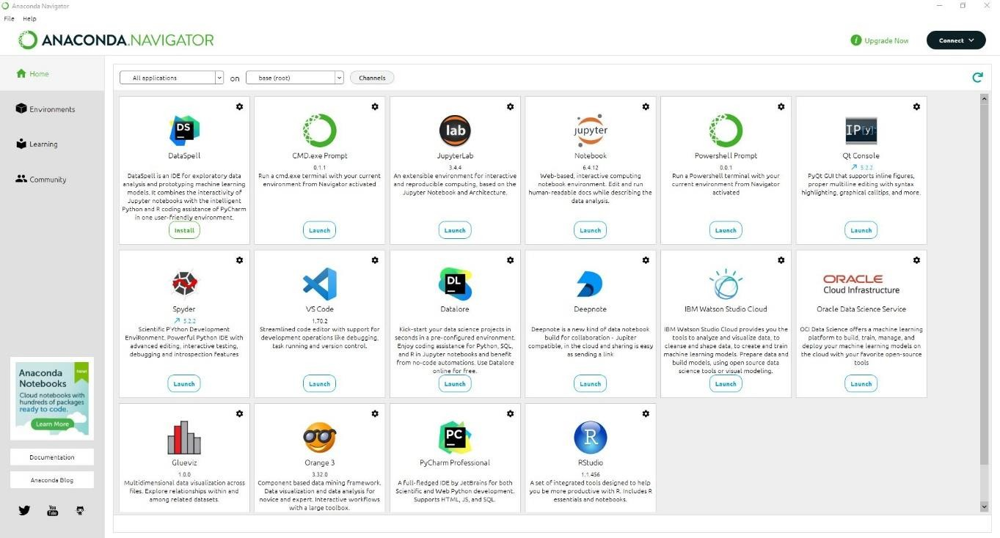 Anaconda Navigator
File Help
ANACONDA.NAVIGATOR
Upgrade Now
Connect
Home
Environments
Learning
Community
Anaconda
Notebooks
New!
Cloud notebooks with
hundreds of packages
ready to code.
Learn More
Documentation
Anaconda Blog
You
Tube
All applications
on
base (root)
Channels
DS
DataSpell
DataSpell is an IDE for exploratory data
analysis and prototyping machine learning
models. It combines the interactivity of
Jupyter notebooks with the intelligent
Python and R coding assistance of PyCharm
in one user-friendly environment.
Install
CMD.exe Prompt
0.1.1
Run a cmd.exe terminal with your current
environment from Navigator activated
Launch
lab
JupyterLab
3.4.4
An extensible environment for interactive
and reproducible computing, based on the
Jupyter Notebook and Architecture.
Launch
jupyter
Notebook
6.4.12
Web-based, interactive computing
notebook environment. Edit and run
human-readable docs while describing the
data analysis.
Launch
Powershell Prompt
0.0.1
Run a Powershell terminal with your
current environment from Navigator
activated
Launch
IP[y]
Qt Console
5.2.2
PyQt GUI that supports inline figures,
proper multiline editing with syntax
highlighting, graphical calltips, and more.
Launch
Spyder
5.2.2
Scientific PYthon Development
EnviRonment. Powerful Python IDE with
advanced editing, interactive testing,
debugging and introspection features
Launch
VS Code
1.70.2
Streamlined code editor with support for
development operations like debugging,
task running and version control.
Launch
DL
Datalore
Kick-start your data science projects in
seconds in a pre-configured environment.
Enjoy coding assistance for Python, SQL,
and R in Jupyter notebooks and benefit
from no-code automations. Use Datalore
online for free.
Launch
Deepnote
Deepnote is a new kind of data notebook
build for collaboration - Jupiter
compatible, in the cloud and sharing is easy
as sending a link
Launch
IBM Watson Studio Cloud
IBM Watson Studio Cloud provides you the
tools to analyze and visualize data, to
cleanse and shape data, to create and train
machine learning models. Prepare data and
build models, using open source data
science tools or visual modeling.
Launch
ORACLE
Cloud Infrastructure
Oracle Data Science Service
OCI Data Science offers a machine learning
platform to build, train, manage, and
deploy your machine learning models on
the cloud with your favorite open-source
tools
Launch
Glueviz
1.0.0
Multidimensional data visualization across
files. Explore relationships within and
among related datasets.
Orange 3
3.32.0
Component based data mining framework.
Data visualization and data analysis for
novice and expert. Interactive workflows
with a large toolbox.
PC
PyCharm Professional
A full-fledged IDE by JetBrains for both
Scientific and Web Python development.
Supports HTML, JS, and SQL.
R
RStudio
1.1.456
A set of integrated tools designed to help
you be more productive with R. Includes R
essentials and notebooks.